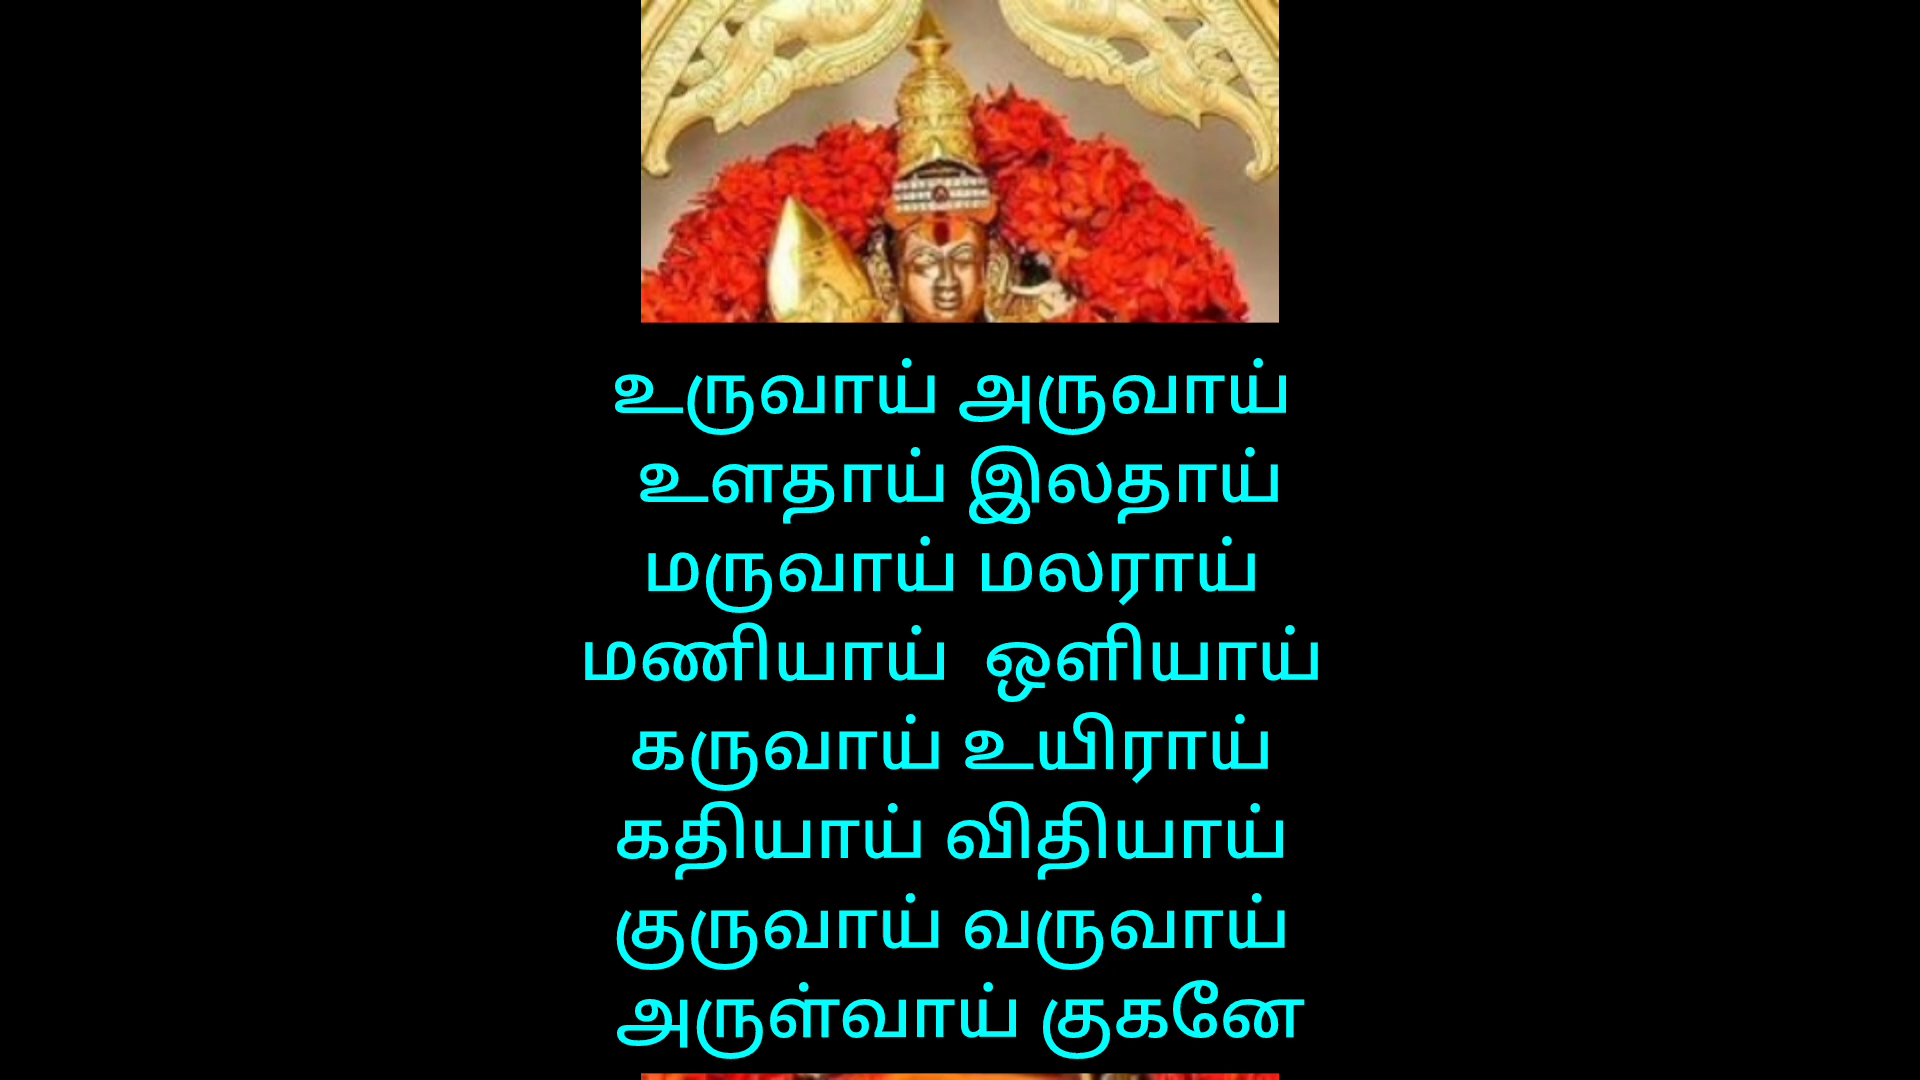 உருவாய் அருவாய்
உளதாய் இலதாய்
மருவாய் மலராய்
மணியாய் ஒளியாய்
கருவாய் உயிராய்
கதியாய் விதியாய்
குருவாய் வருவாய்
அருள்வாய் குகனே